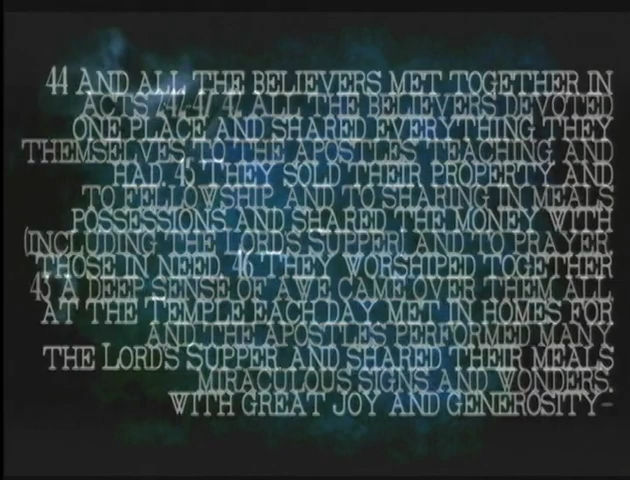 44 AND ALL THE BELIEVERS MET TOGETHER IN
ACTS 2:41-47 42 ALL THE BELIEVERS DEVOTED
ONE PLACE AND SHARED EVERYTHING THEY
THEMSELVES TO THE APOSTLES' TEACHING AND
HAD. 45 THEY SOLD THEIR PROPERTY AND
TO FELLOWSHIP, AND TO SHARING IN MEALS
POSSESSIONS AND SHARED THE MONEY WITH
(INCLUDING THE LORD'S SUPPER), AND TO PRAYER.
THOSE IN NEED. 46 THEY WORSHIPED TOGETHER
43 A DEEP SENSE OF AWE CAME OVER THEM ALL,
AT THE TEMPLE EACH DAY, MET IN HOMES FOR
AND THE APOSTLES PERFORMED MANY
THE LORD'S SUPPER, AND SHARED THEIR MEALS
MIRACULOUS SIGNS AND WONDERS.
WITH GREAT JOY AND GENEROSITY—